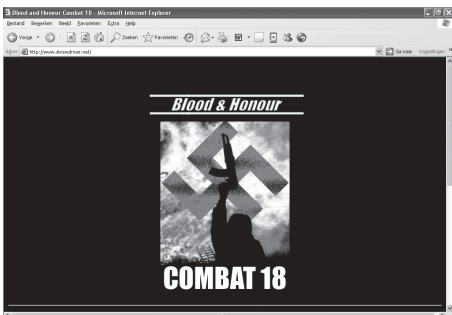 Blood and Honour Combat 18 - Microsoft Internet Explorer
Bestand Bewerken Beeld Favorieten Extra Help
Vorige Zoeken Favorieten
Adres http://www.skrewdriver.net/ Ga naar Koppelingen
Blood & Honour
COMBAT 18